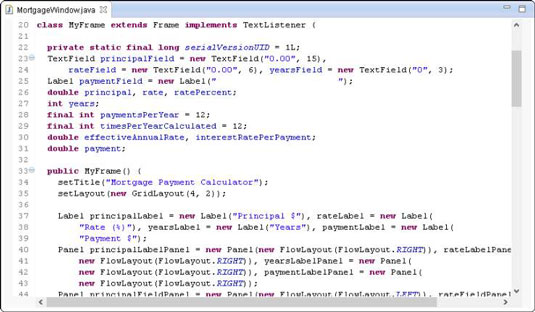 MortgageWindow.java
20 class MyFrame extends Frame implements TextListener {
21
22 private static final long serialVersionUID = 1L;
23 TextField principalField = new TextField("0.00", 15),
24 rateField = new TextField("0.00", 6), yearsField = new TextField("0", 3);
25 Label paymentField = new Label(" ");
26 double principal, rate, ratePercent;
27 int years;
28 final int paymentsPerYear = 12;
29 final int timesPerYearCalculated = 12;
30 double effectiveAnnualRate, interestRatePerPayment;
31 double payment;
32
33 public MyFrame() {
34 setTitle("Mortgage Payment Calculator");
35 setLayout(new GridLayout(4, 2));
36
37 Label principalLabel = new Label("Principal $"), rateLabel = new Label(
38 "Rate (%)"), yearsLabel = new Label("Years"), paymentLabel = new Label(
39 "Payment $");
40 Panel principalLabelPanel = new Panel(new FlowLayout(FlowLayout.RIGHT)), rateLabelPane
41 new FlowLayout(FlowLayout.RIGHT)), yearsLabelPanel = new Panel(
42 new FlowLayout(FlowLayout.RIGHT)), paymentLabelPanel = new Panel(
43 new FlowLayout(FlowLayout.RIGHT));
44 Panel principalFieldPanel = new Panel(new FlowLayout(FlowLayout.LEFT)), rateFieldPanel